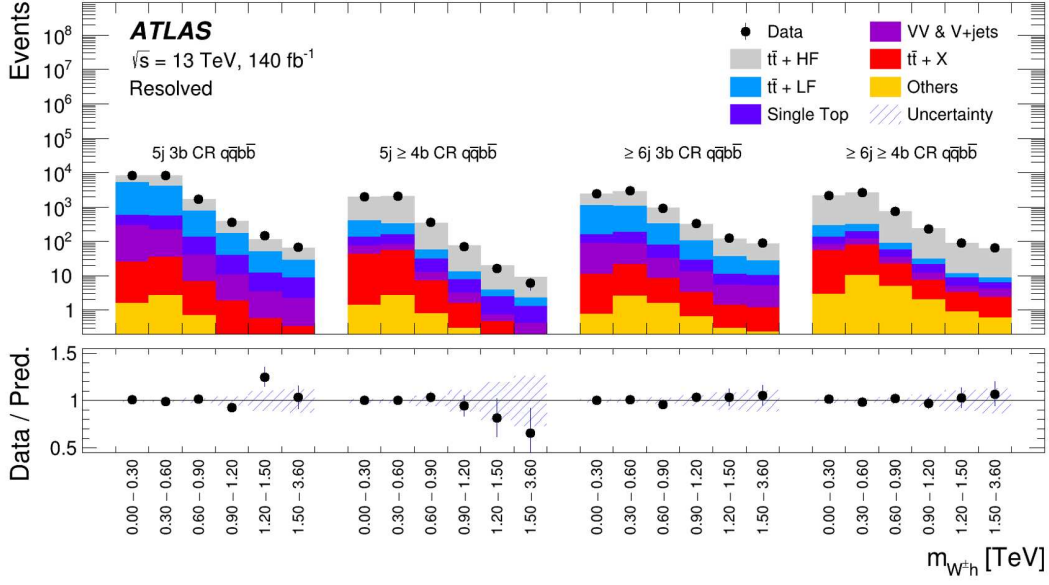 Events
10⁸
10⁷
10⁶
10⁵
10⁴
10³
10²
10
1
ATLAS
√s = 13 TeV, 140 fb⁻¹
Resolved
Data
tt̄ + HF
tt̄ + LF
Single Top
VV & V+jets
tt̄ + X
Others
Uncertainty
5j 3b CR qq̄bb̄
5j ≥ 4b CR qq̄bb̄
≥ 6j 3b CR qq̄bb̄
≥ 6j ≥ 4b CR qq̄bb̄
Data / Pred.
1.5
1
0.5
0.00 – 0.30
0.30 – 0.60
0.60 – 0.90
0.90 – 1.20
1.20 – 1.50
1.50 – 3.60
0.00 – 0.30
0.30 – 0.60
0.60 – 0.90
0.90 – 1.20
1.20 – 1.50
1.50 – 3.60
0.00 – 0.30
0.30 – 0.60
0.60 – 0.90
0.90 – 1.20
1.20 – 1.50
1.50 – 3.60
0.00 – 0.30
0.30 – 0.60
0.60 – 0.90
0.90 – 1.20
1.20 – 1.50
1.50 – 3.60
m_W±h [TeV]